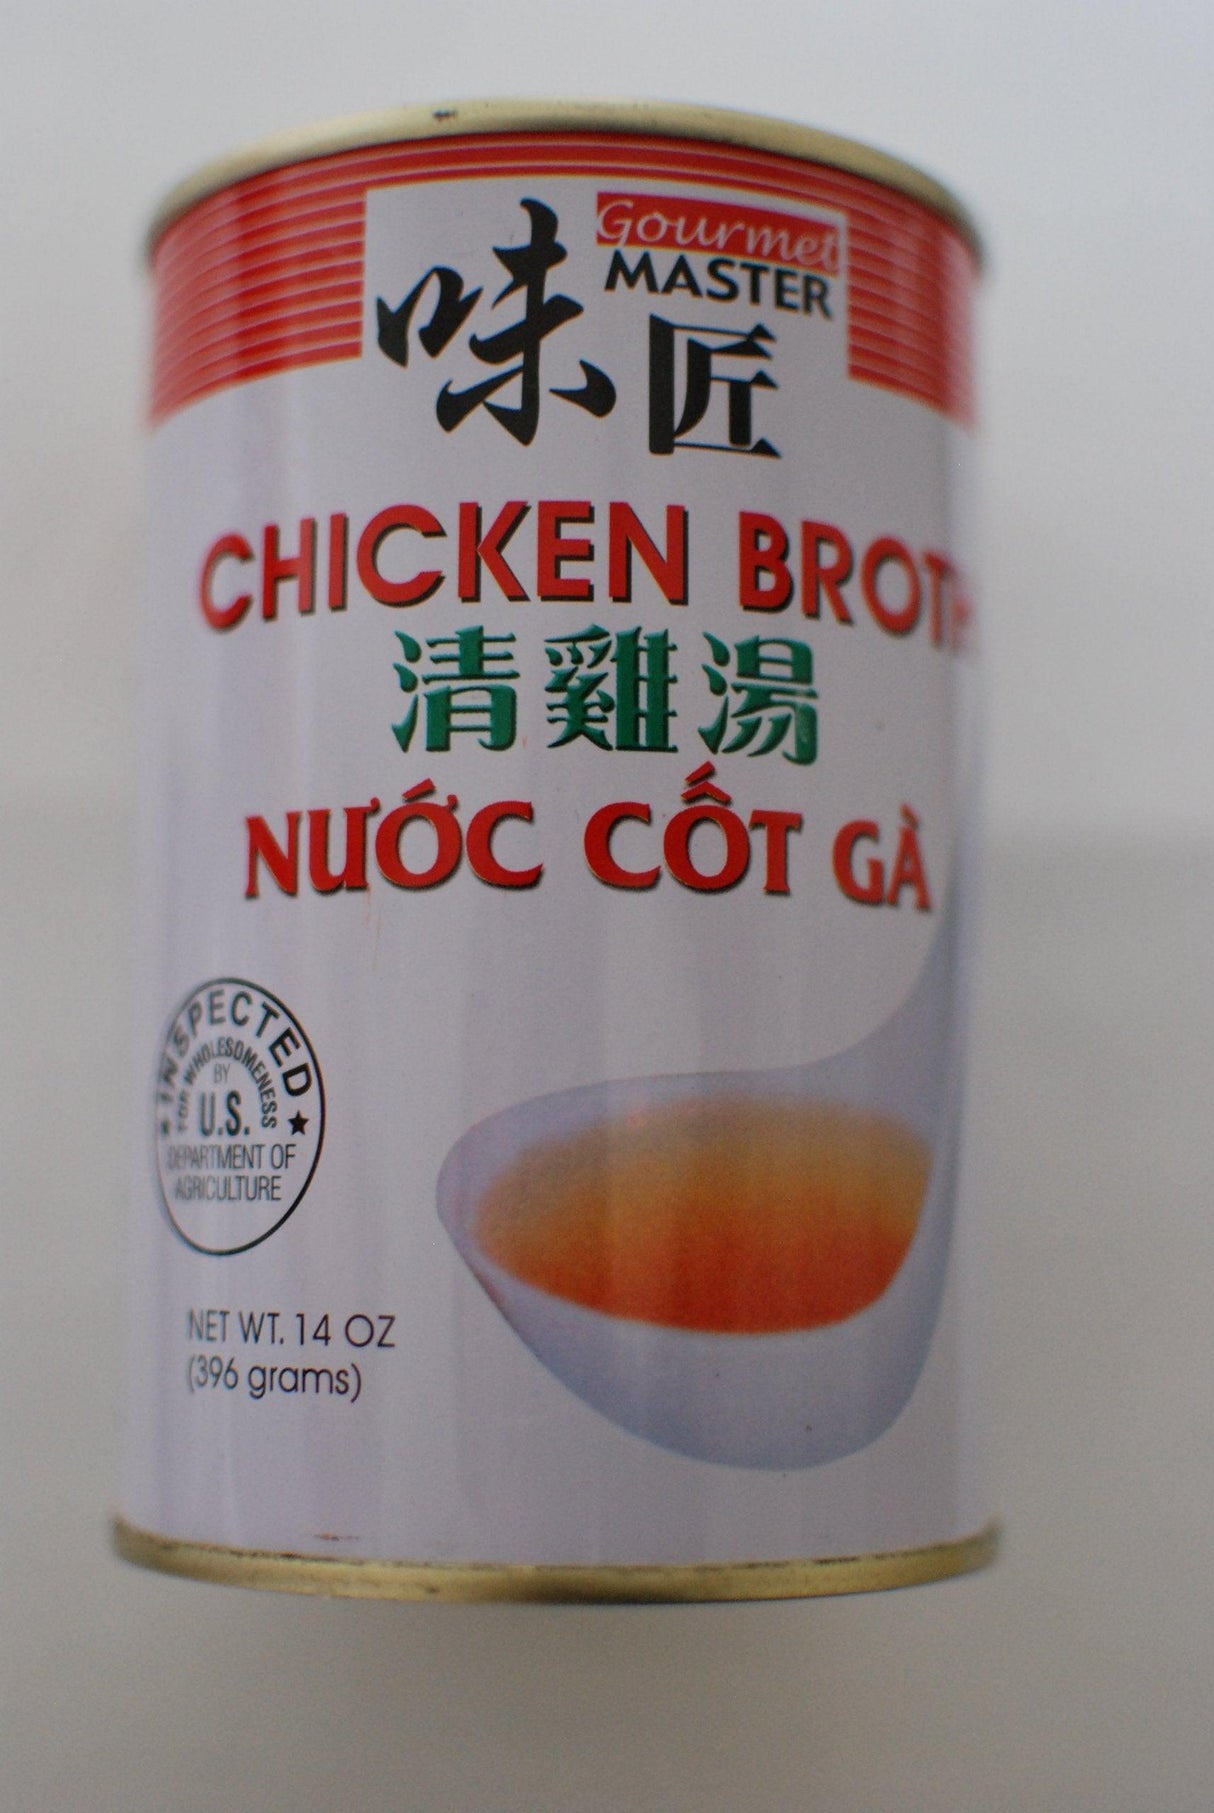 Gourmet
MASTER
味匠
CHICKEN BROTH
清雞湯
NƯỚC CỐT GÀ
INSPECTED
FOR WHOLESOMENESS
BY
U.S.
DEPARTMENT OF
AGRICULTURE
NET WT. 14 OZ
(396 grams)